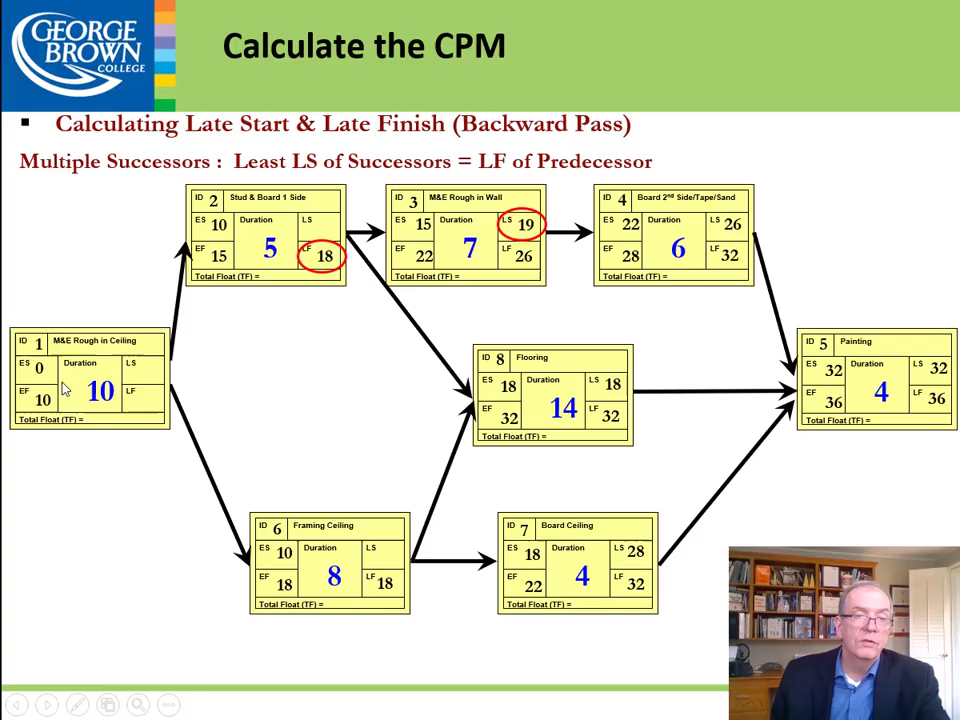 GEORGE
BROWN
COLLEGE
Calculate the CPM
▪ Calculating Late Start & Late Finish (Backward Pass)
Multiple Successors : Least LS of Successors = LF of Predecessor
ID 2 Stud & Board 1 Side
ES 10 Duration LS
5
EF 15 LF 18
Total Float (TF) =
ID 3 M&E Rough in Wall
ES 15 Duration LS 19
7
EF 22 LF 26
Total Float (TF) =
ID 4 Board 2nd Side/Tape/Sand
ES 22 Duration LS 26
6
EF 28 LF 32
Total Float (TF) =
ID 1 M&E Rough in Ceiling
ES 0 Duration LS
10
EF 10 LF
Total Float (TF) =
ID 8 Flooring
ES 18 Duration LS 18
14
EF 32 LF 32
Total Float (TF) =
ID 5 Painting
ES 32 Duration LS 32
4
EF 36 LF 36
Total Float (TF) =
ID 6 Framing Ceiling
ES 10 Duration LS
8
EF 18 LF 18
Total Float (TF) =
ID 7 Board Ceiling
ES 18 Duration LS 28
4
EF 22 LF 32
Total Float (TF) =